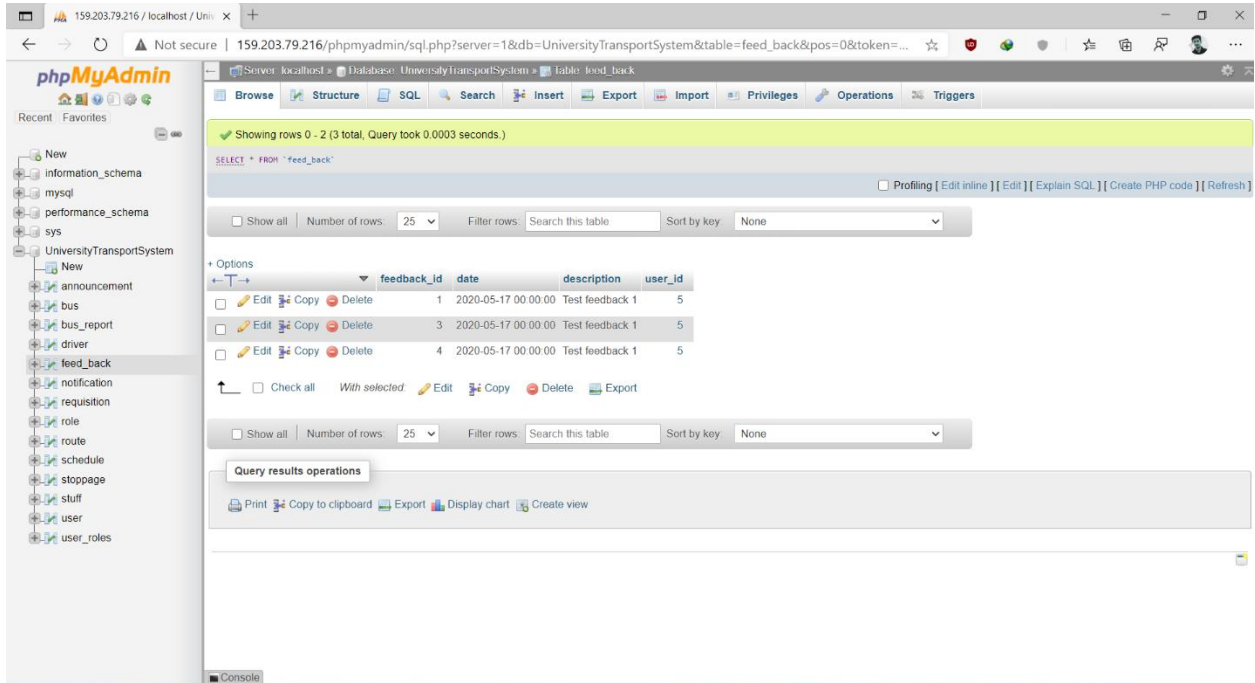 159.203.79.216 / localhost / Univ
Not secure | 159.203.79.216/phpmyadmin/sql.php?server=1&db=UniversityTransportSystem&table=feed_back&pos=0&token=...
phpMyAdmin
Recent Favorites
New
information_schema
mysql
performance_schema
sys
UniversityTransportSystem
New
announcement
bus
bus_report
driver
feed_back
notification
requisition
role
route
schedule
stoppage
stuff
user
user_roles
Server: localhost » Database: UniversityTransportSystem » Table: feed_back
Browse Structure SQL Search Insert Export Import Privileges Operations Triggers
Showing rows 0 - 2 (3 total, Query took 0.0003 seconds.)
SELECT * FROM `feed_back`
Profiling [ Edit inline ] [ Edit ] [ Explain SQL ] [ Create PHP code ] [ Refresh ]
Show all | Number of rows: 25 Filter rows: Search this table Sort by key: None
+ Options
feedback_id date description user_id
Edit Copy Delete 1 2020-05-17 00:00:00 Test feedback 1 5
Edit Copy Delete 3 2020-05-17 00:00:00 Test feedback 1 5
Edit Copy Delete 4 2020-05-17 00:00:00 Test feedback 1 5
Check all With selected: Edit Copy Delete Export
Show all | Number of rows: 25 Filter rows: Search this table Sort by key: None
Query results operations
Print Copy to clipboard Export Display chart Create view
Console